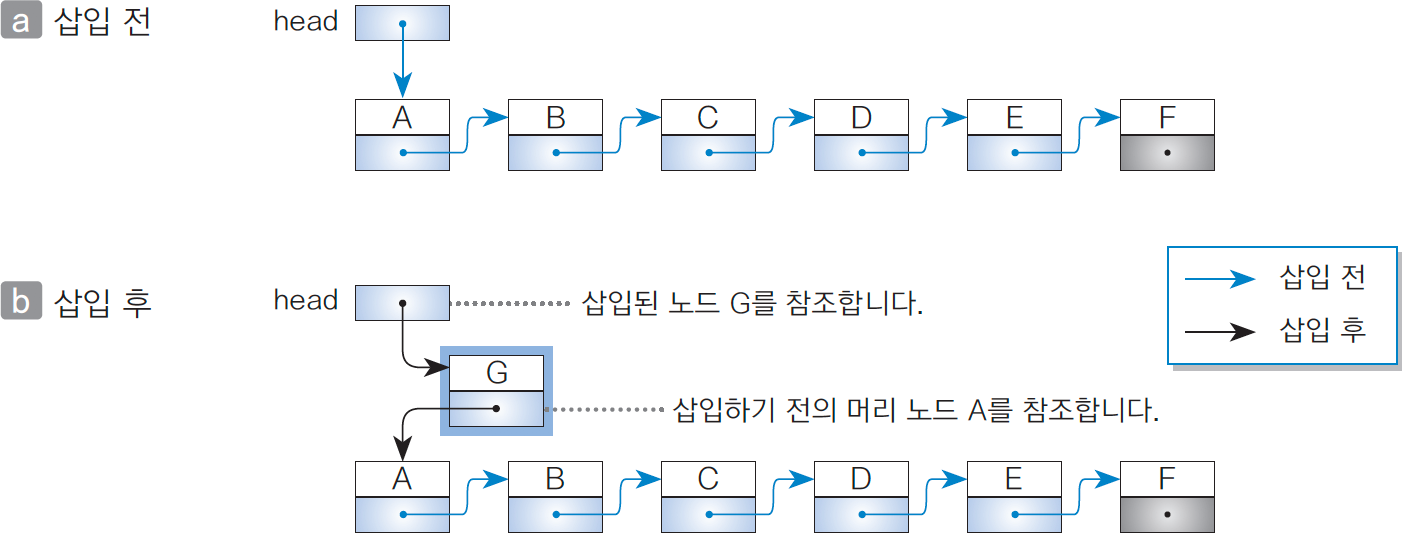 a 삽입 전
head
A B C D E F
b 삽입 후
head
삽입된 노드 G를 참조합니다.
삽입 전
삽입 후
G
삽입하기 전의 머리 노드 A를 참조합니다.
A B C D E F